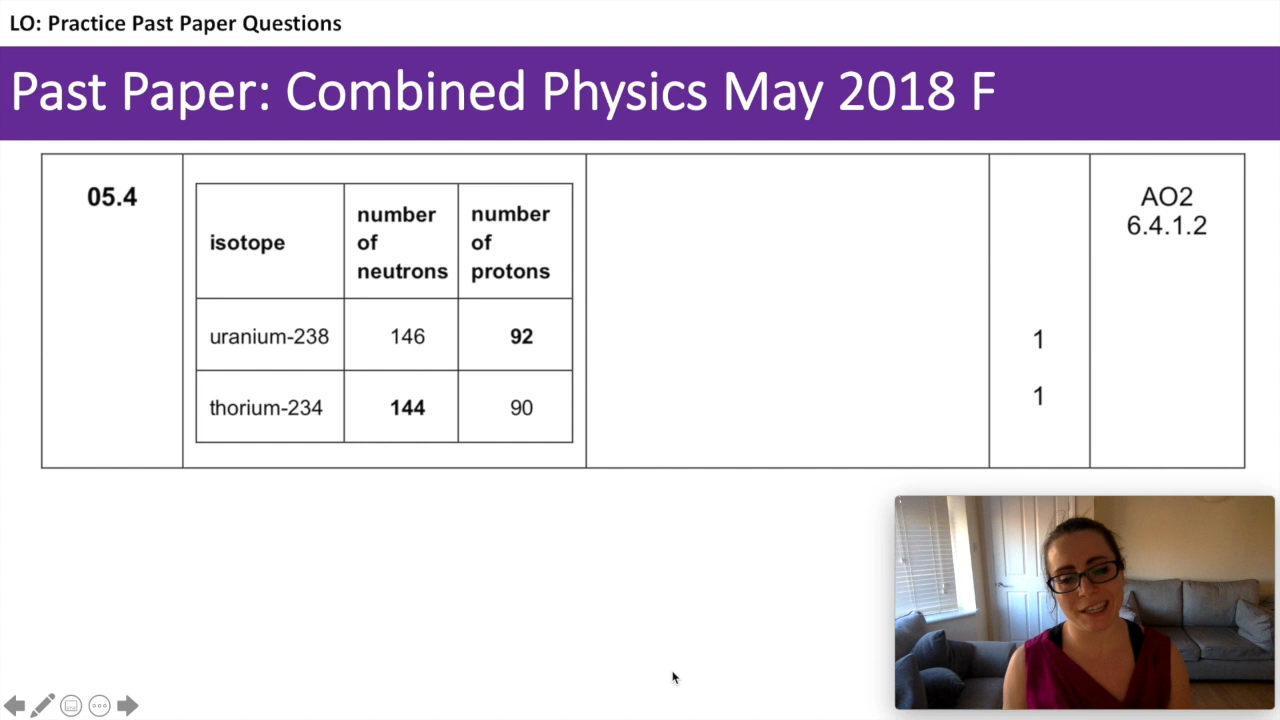 LO: Practice Past Paper Questions
Past Paper: Combined Physics May 2018 F
05.4
isotope
number
of
neutrons
number
of
protons
uranium-238
146
92
thorium-234
144
90
1
1
AO2
6.4.1.2